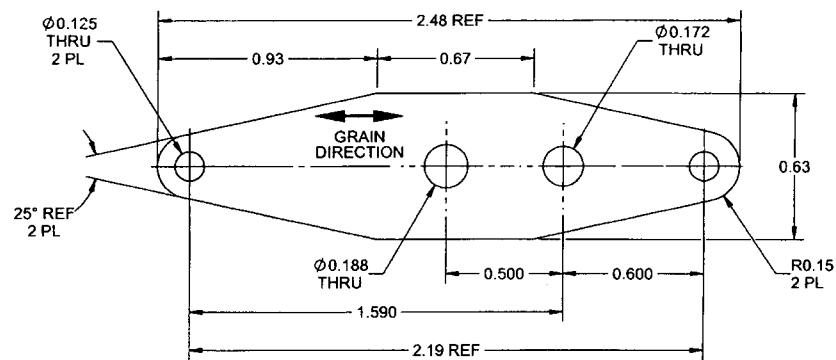 Ø0.125
THRU
2 PL
2.48 REF
Ø0.172
THRU
0.93
0.67
GRAIN
DIRECTION
0.63
25° REF
2 PL
Ø0.188
THRU
0.500
0.600
R0.15
2 PL
1.590
2.19 REF